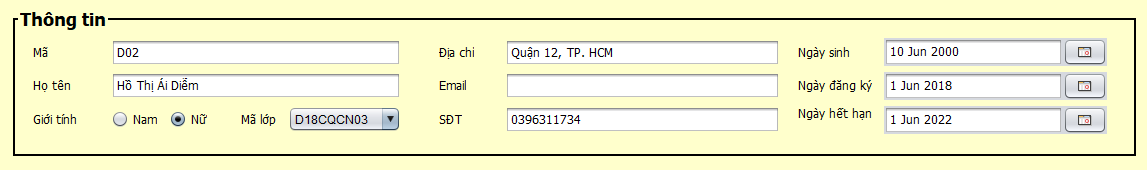 Thông tin
Mã D02 Địa chỉ Quận 12, TP. HCM Ngày sinh 10 Jun 2000
Họ tên Hồ Thị Ái Diễm Email Ngày đăng ký 1 Jun 2018
Giới tính Nam Nữ Mã lớp D18CQCN03 SĐT 0396311734 Ngày hết hạn 1 Jun 2022